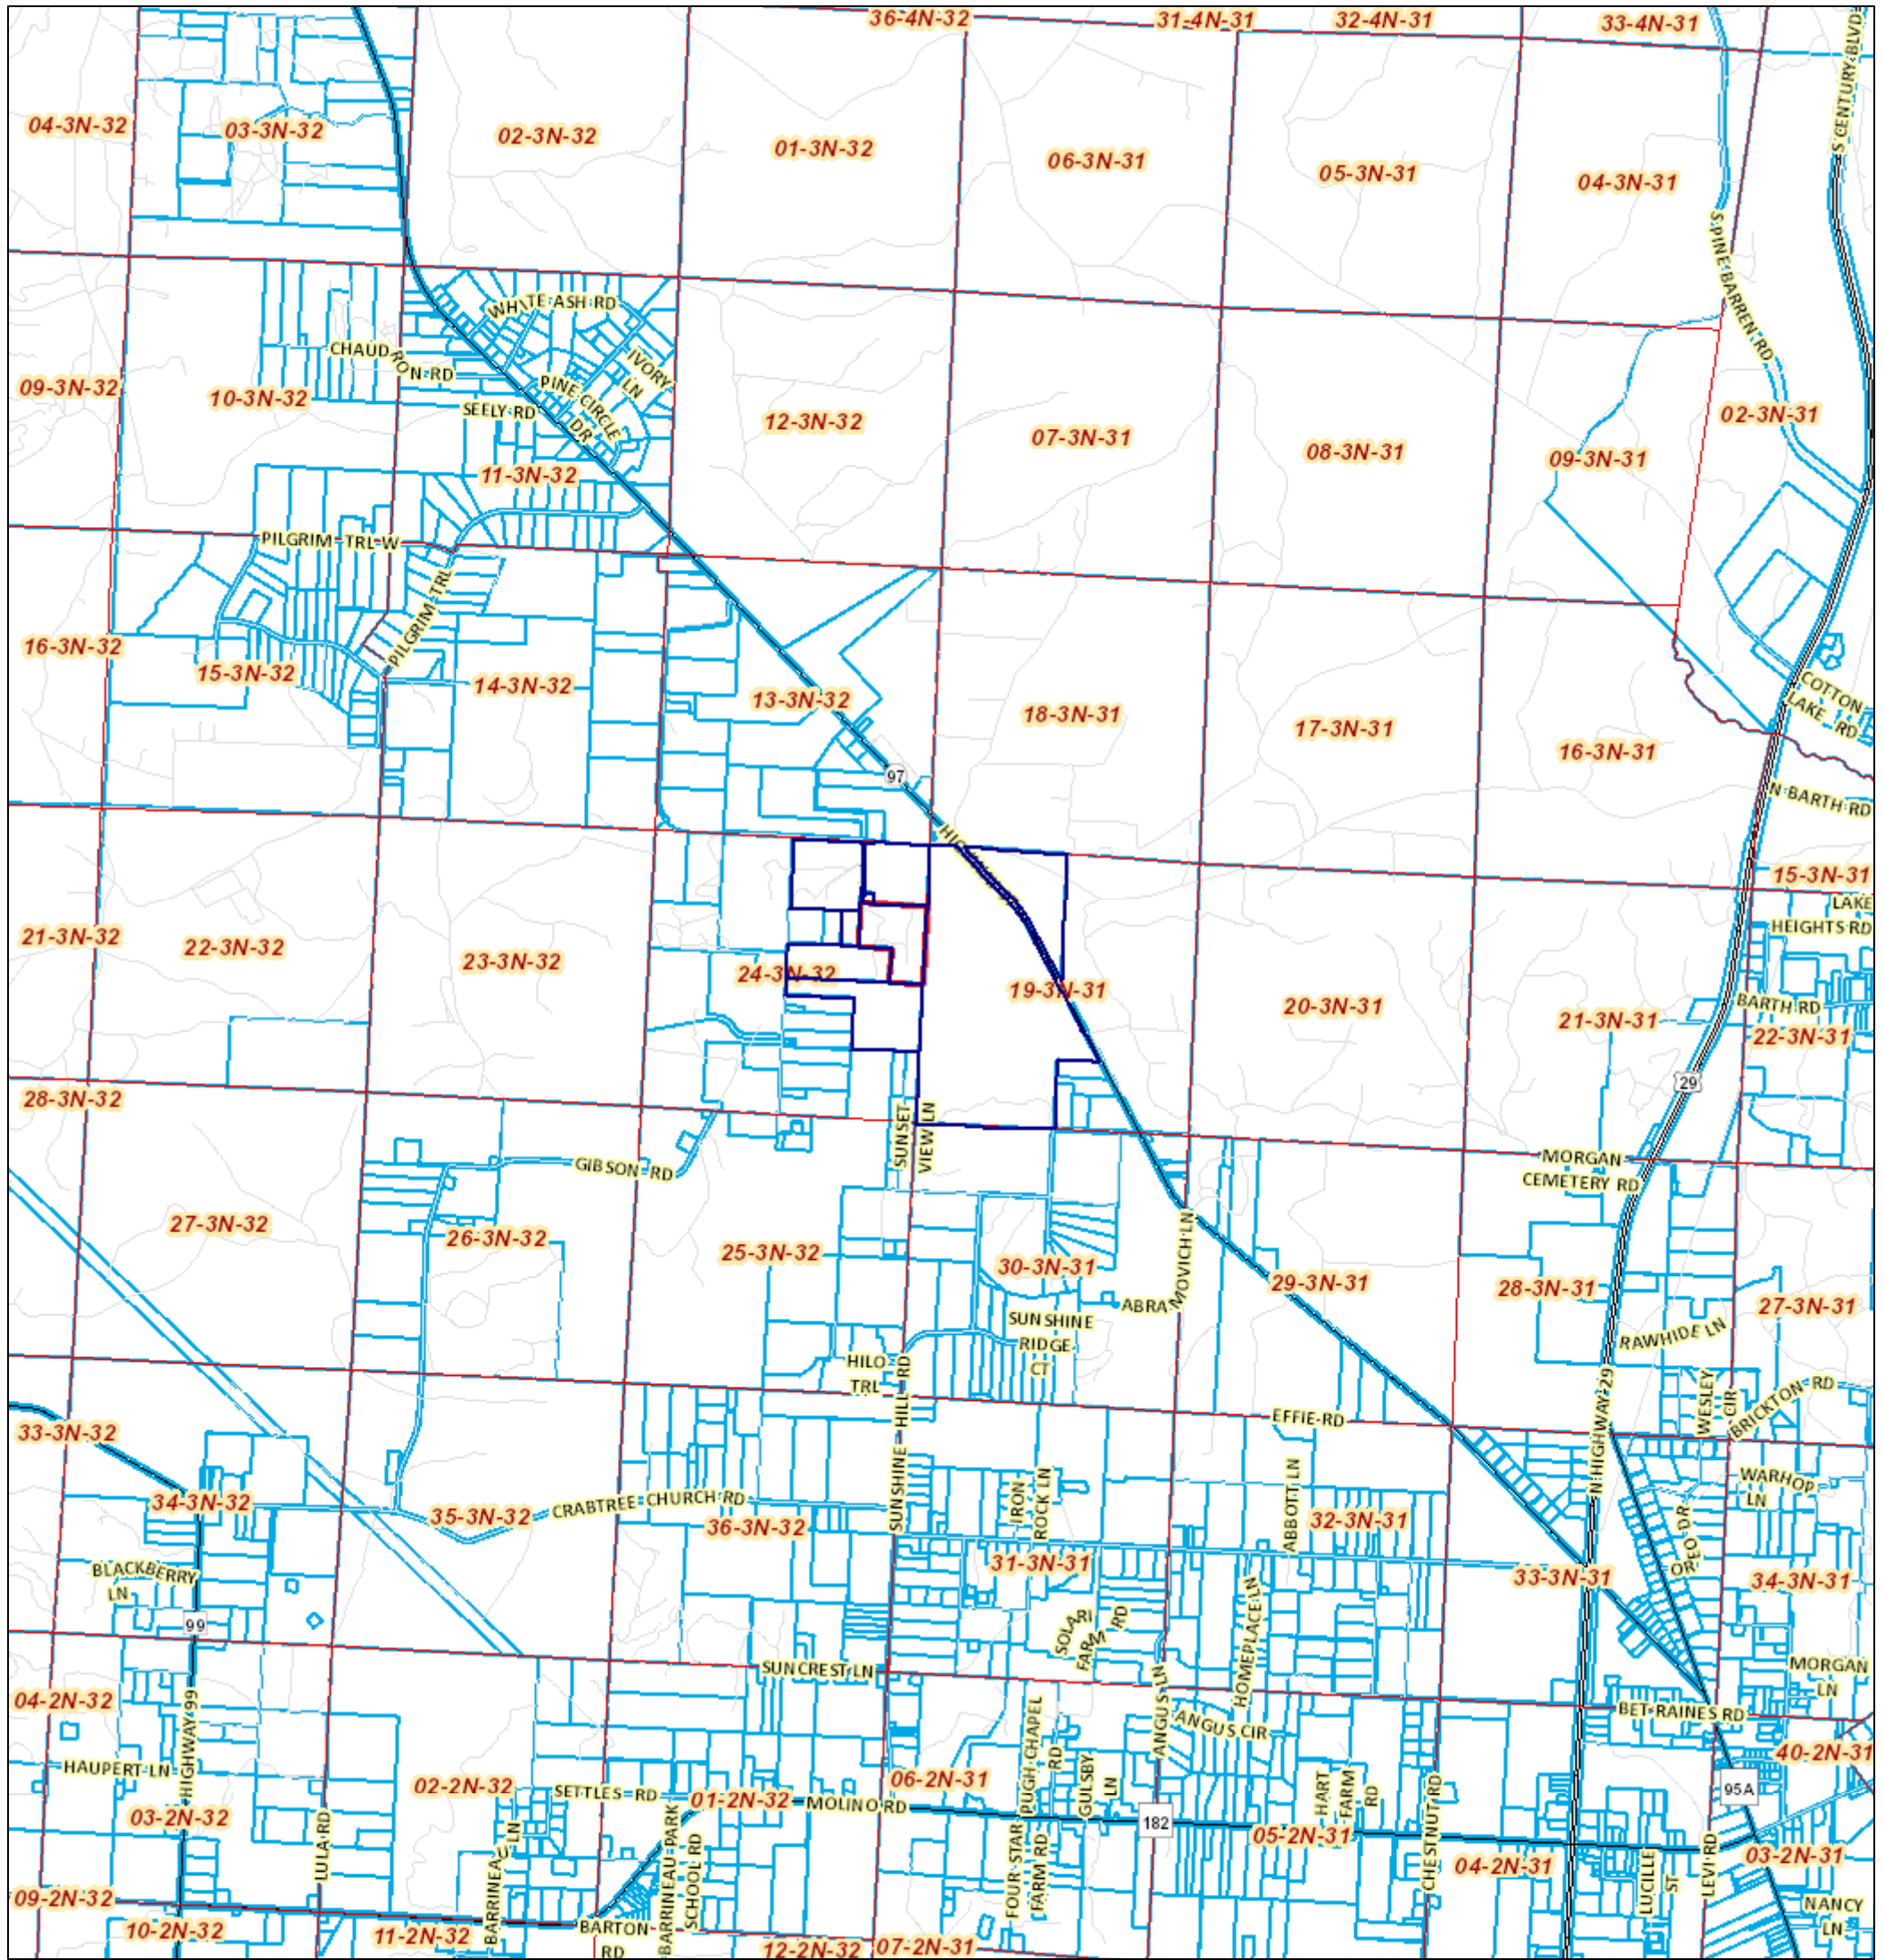 36-4N-32
31-4N-31
32-4N-31
33-4N-31
S CENTURY BLVD
04-3N-32
03-3N-32
02-3N-32
01-3N-32
06-3N-31
05-3N-31
04-3N-31
S PINE BARREN RD
WHITE ASH RD
CHAUDRON RD
IVORY
LN
PINE CIRCLE
DR
SEELY RD
09-3N-32
10-3N-32
11-3N-32
12-3N-32
07-3N-31
08-3N-31
09-3N-31
02-3N-31
PILGRIM TRL W
PILGRIM TRL
16-3N-32
15-3N-32
14-3N-32
13-3N-32
18-3N-31
17-3N-31
16-3N-31
COTTON
LAKE RD
97
N BARTH RD
15-3N-31
LAKE
HEIGHTS RD
21-3N-32
22-3N-32
23-3N-32
24-3N-32
19-3N-31
20-3N-31
21-3N-31
BARTH RD
22-3N-31
29
28-3N-32
SUNSET
VIEW LN
GIBSON RD
MORGAN
CEMETERY RD
27-3N-32
26-3N-32
25-3N-32
30-3N-31
ABRAMOVICH LN
29-3N-31
28-3N-31
27-3N-31
SUNSHINE
RIDGE
CT
RAWHIDE LN
HILO
TRL
SUNSHINE HILL RD
EFFIE RD
N HIGHWAY 29
WESLEY
CIR
BRICKTON RD
33-3N-32
34-3N-32
35-3N-32
CRABTREE CHURCH RD
36-3N-32
IRON
ROCK LN
ABBOTT LN
32-3N-31
31-3N-31
33-3N-31
34-3N-31
WARHOP
LN
OREO DR
BLACKBERRY
LN
99
SOLARI
FARM RD
HOMEPLACE LN
SUNCREST LN
ANGUS LN
ANGUS CIR
MORGAN
LN
BET RAINES RD
04-2N-32
HIGHWAY 99
HAUPERT LN
03-2N-32
02-2N-32
SETTLES RD
01-2N-32
MOLINO RD
06-2N-31
PUGH CHAPEL
RD
GULSBY
LN
182
HART
FARM
RD
CHESTNUT RD
05-2N-31
04-2N-31
40-2N-31
95A
03-2N-31
LULA RD
BARRINEAU LN
BARRINEAU PARK
SCHOOL RD
FOUR STAR
FARM RD
LUCILLE
ST
LEVI RD
NANCY
LN
09-2N-32
10-2N-32
11-2N-32
BARTON
RD
12-2N-32
07-2N-31